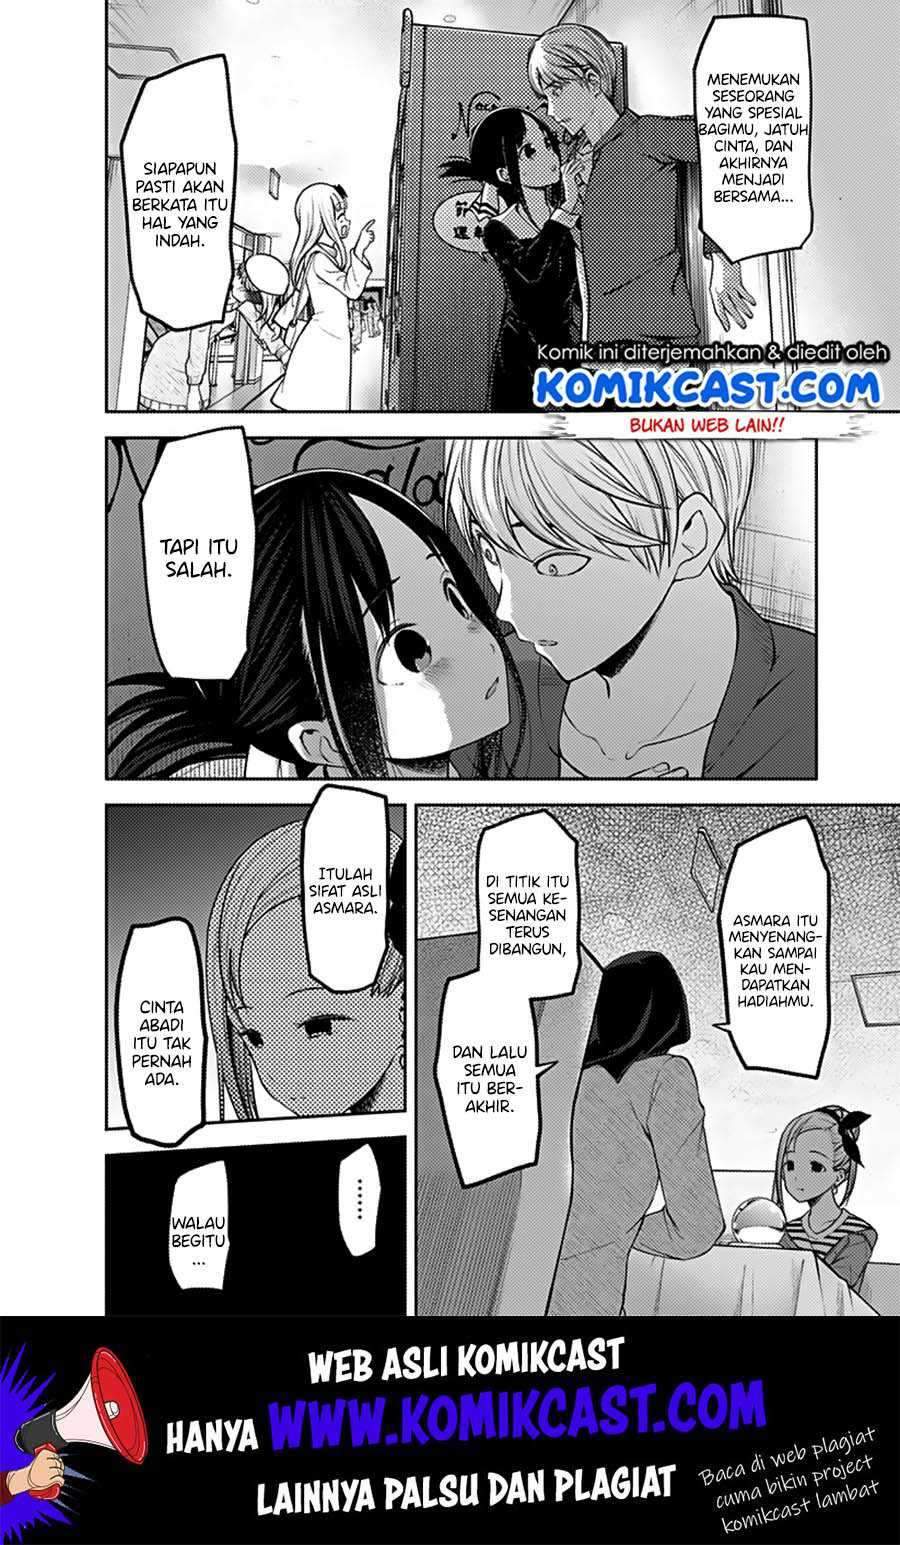 MENEMUKAN
SESEORANG
YANG SPESIAL
BAGIMU, JATUH
CINTA, DAN
AKHIRNYA
MENJADI
BERSAMA...
SIAPAPUN
PASTI AKAN
BERKATA ITU
HAL YANG
INDAH.
Komik ini diterjemahkan & diedit oleh
KOMIKCAST.COM
BUKAN WEB LAIN!!
TAPI ITU
SALAH.
ASMARA ITU
MENYENANG-
KAN SAMPAI
KAU MEN-
DAPATKAN
HADIAHMU.
DI TITIK ITU
SEMUA KE-
SENANGAN
TERUS
DIBANGUN,
DAN LALU
SEMUA
ITU BER-
AKHIR.
ITULAH
SIFAT ASLI
ASMARA.
CINTA
ABADI
ITU TAK
PERNAH
ADA.
......
WALAU
BEGITU
...
WEB ASLI KOMIKCAST
HANYA WWW.KOMIKCAST.COM
LAINNYA PALSU DAN PLAGIAT
Baca di web plagiat
cuma bikin project
komikcast lambat